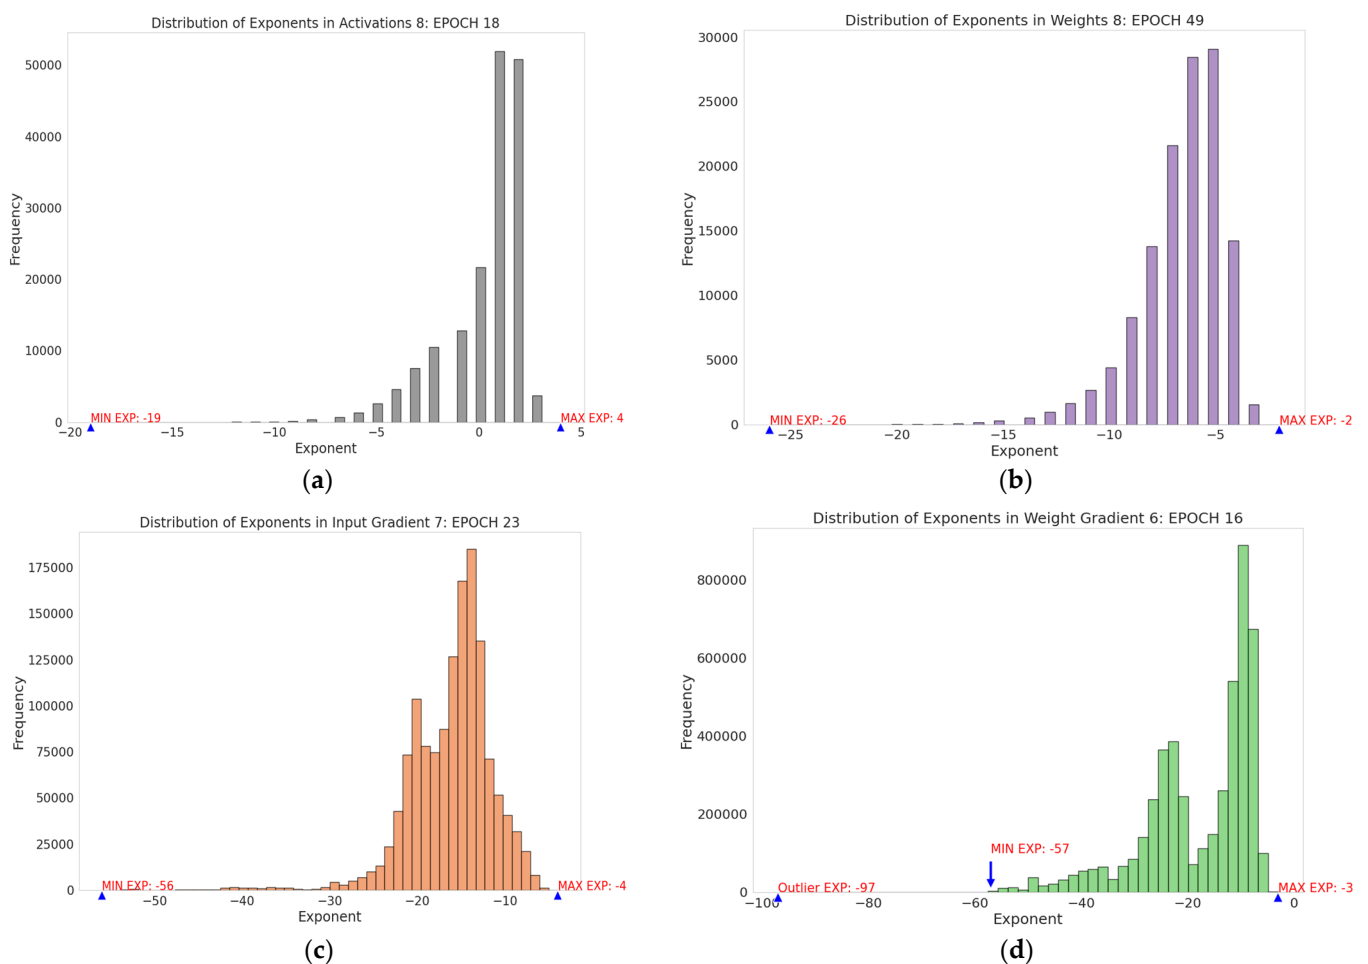 Distribution of Exponents in Activations 8: EPOCH 18
Frequency
50000
40000
30000
20000
10000
0
MIN EXP: -19
MAX EXP: 4
−20 −15 −10 −5 0 5
Exponent
(a)
Distribution of Exponents in Weights 8: EPOCH 49
Frequency
30000
25000
20000
15000
10000
5000
0
MIN EXP: -26
MAX EXP: -2
−25 −20 −15 −10 −5
Exponent
(b)
Distribution of Exponents in Input Gradient 7: EPOCH 23
Frequency
175000
150000
125000
100000
75000
50000
25000
0
MIN EXP: -56
MAX EXP: -4
−50 −40 −30 −20 −10
Exponent
(c)
Distribution of Exponents in Weight Gradient 6: EPOCH 16
Frequency
800000
600000
400000
200000
0
MIN EXP: -57
Outlier EXP: -97
MAX EXP: -3
−100 −80 −60 −40 −20 0
Exponent
(d)